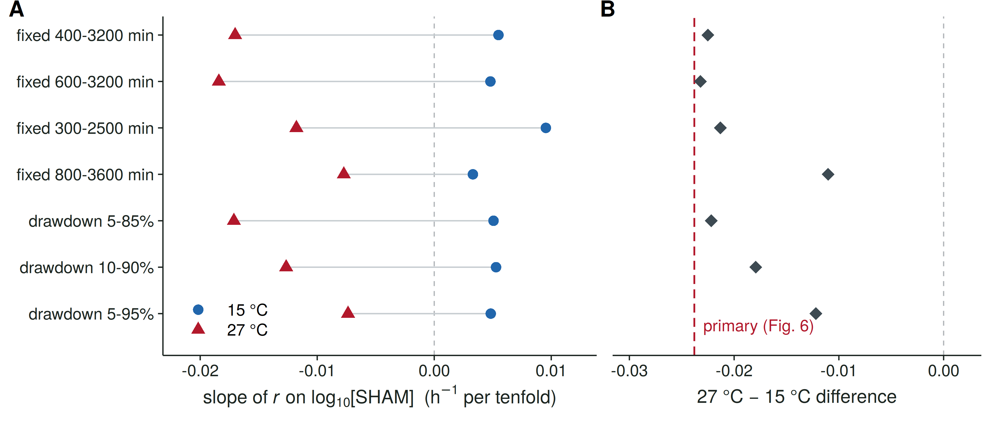 A
B
fixed 400-3200 min
fixed 600-3200 min
fixed 300-2500 min
fixed 800-3600 min
drawdown 5-85%
drawdown 10-90%
drawdown 5-95%
15 °C
27 °C
primary (Fig. 6)
-0.02 -0.01 0.00 0.01
-0.03 -0.02 -0.01 0.00
slope of r on log₁₀[SHAM] (h⁻¹ per tenfold)
27 °C − 15 °C difference